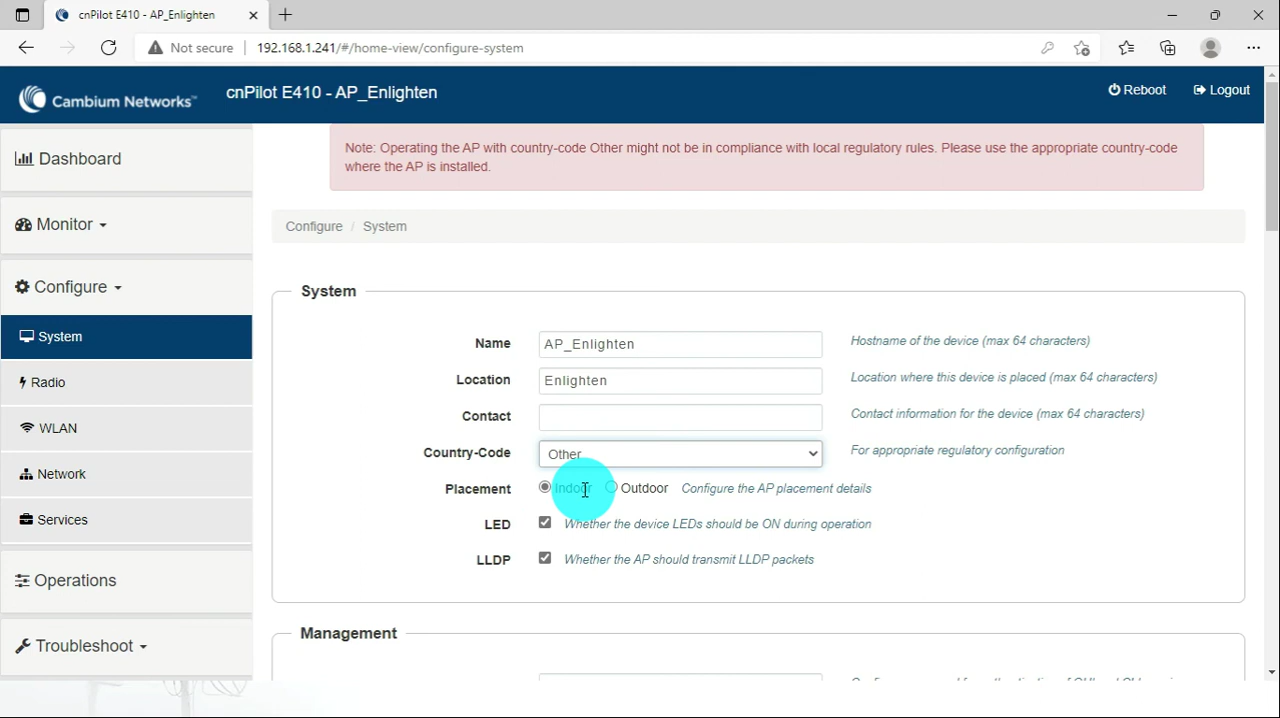 cnPilot E410 - AP_Enlighten
Not secure
192.168.1.241/#/home-view/configure-system
Cambium Networks™
cnPilot E410 - AP_Enlighten
Reboot
Logout
Dashboard
Monitor
Configure
System
Radio
WLAN
Network
Services
Operations
Troubleshoot
Note: Operating the AP with country-code Other might not be in compliance with local regulatory rules. Please use the appropriate country-code
where the AP is installed.
Configure / System
System
Name AP_Enlighten Hostname of the device (max 64 characters)
Location Enlighten Location where this device is placed (max 64 characters)
Contact Contact information for the device (max 64 characters)
Country-Code Other For appropriate regulatory configuration
Placement Indoor Outdoor Configure the AP placement details
LED Whether the device LEDs should be ON during operation
LLDP Whether the AP should transmit LLDP packets
Management